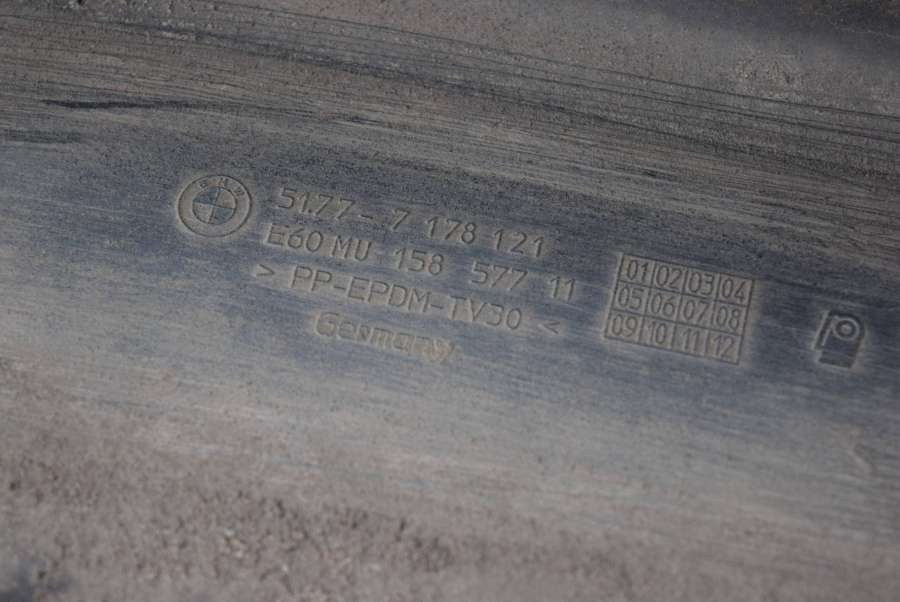 BMW
51.77-7 178 121
E60 MU 158 577 11
> PP-EPDM-TV30 <
Germany
01 02 03 04
05 06 07 08
09 10 11 12